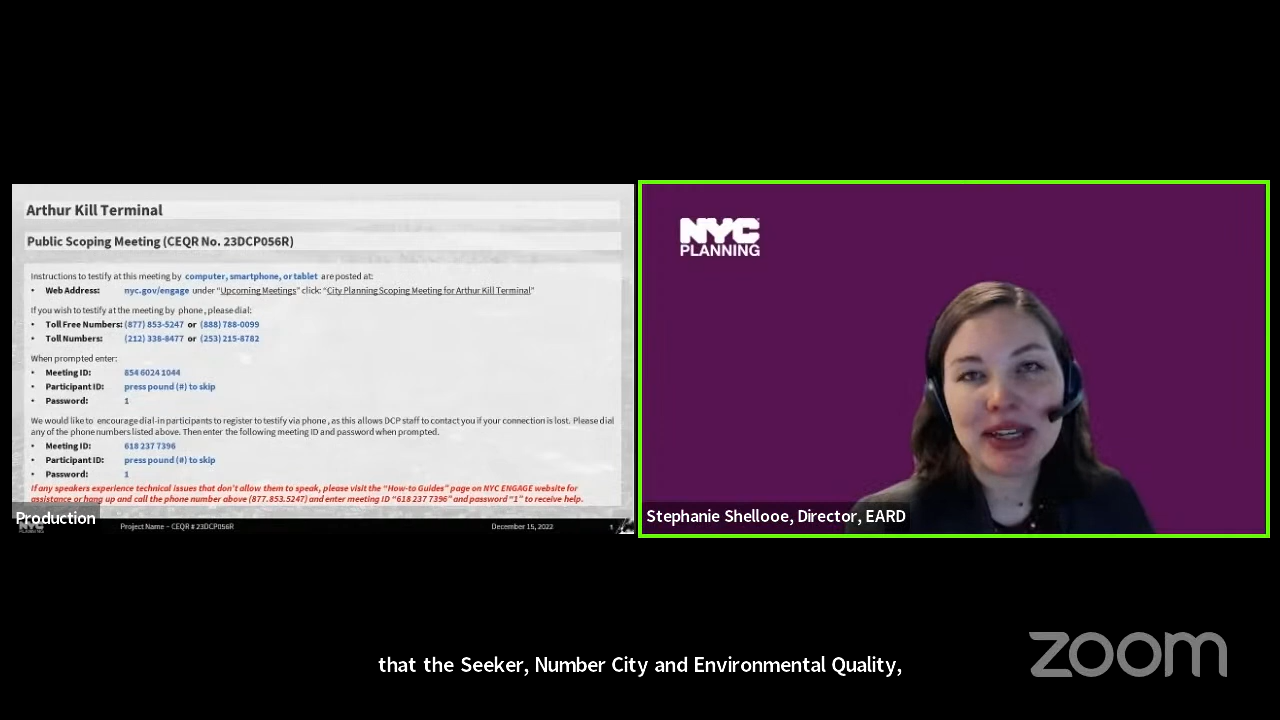 Arthur Kill Terminal
Public Scoping Meeting (CEQR No. 23DCP056R)
Instructions to testify at this meeting by computer, smartphone, or tablet are posted at:
• Web Address: nyc.gov/engage under “Upcoming Meetings” click: “City Planning Scoping Meeting for Arthur Kill Terminal”
If you wish to testify at the meeting by phone, please dial:
• Toll Free Numbers: (877) 853-5247 or (888) 788-0099
• Toll Numbers: (212) 338-8477 or (253) 215-8782
When prompted enter:
• Meeting ID: 854 6024 1044
• Participant ID: press pound (#) to skip
• Password: 1
We would like to encourage dial-in participants to register to testify via phone, as this allows DCP staff to contact you if your connection is lost. Please dial
any of the phone numbers listed above. Then enter the following meeting ID and password when prompted.
• Meeting ID: 618 237 7396
• Participant ID: press pound (#) to skip
• Password: 1
If any speakers experience technical issues that don’t allow them to speak, please visit the “How-to Guides” page on NYC ENGAGE website for
assistance or hang up and call the phone number above (877.853.5247) and enter meeting ID “618 237 7396” and password “1” to receive help.
Production
NYC
PLANNING
Project Name – CEQR # 23DCP056R
December 15, 2022
1
NYC
PLANNING
Stephanie Shellooe, Director, EARD
that the Seeker, Number City and Environmental Quality,
zoom